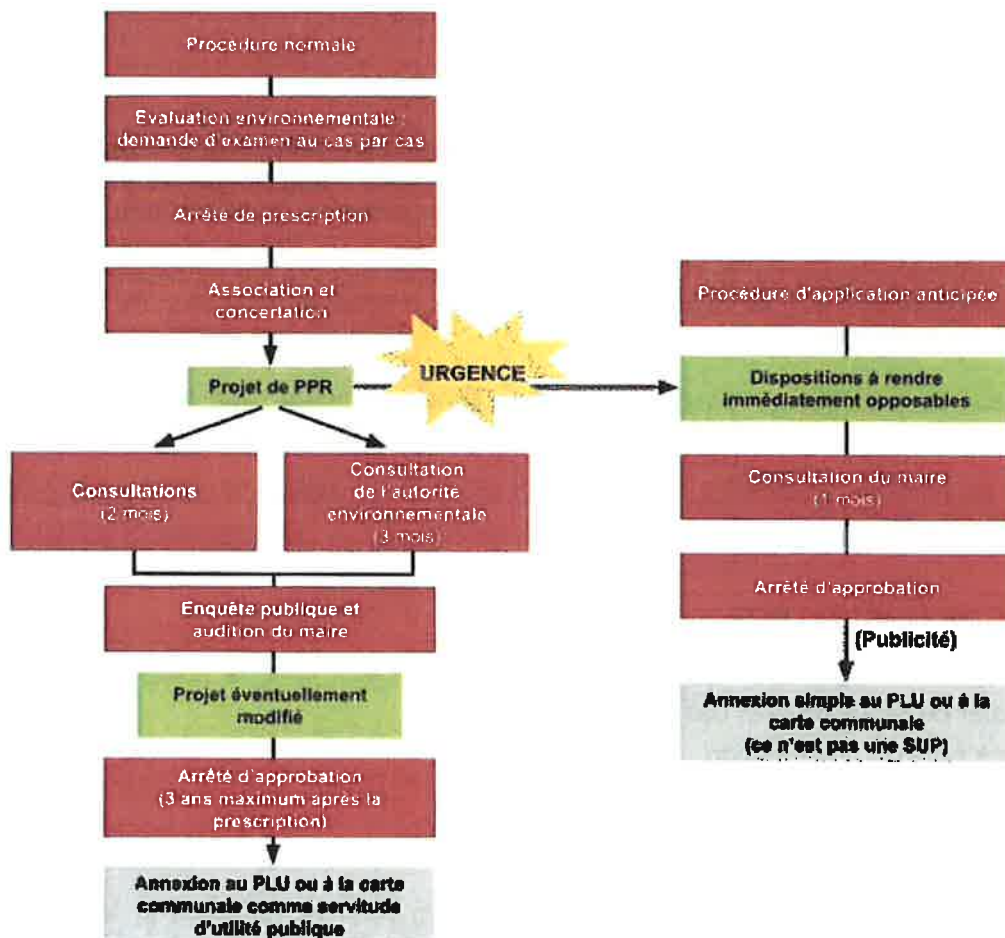 Procédure normale
Evaluation environnementale :
demande d'examen au cas par cas
Arrêté de prescription
Association et
concertation
Projet de PPR
URGENCE
Consultations
(2 mois)
Consultation
de l'autorité
environnementale
(3 mois)
Enquête publique et
audition du maire
Projet éventuellement
modifié
Arrêté d'approbation
(3 ans maximum après la
prescription)
Annexion au PLU ou à la carte
communale comme servitude
d'utilité publique
Procédure d'application anticipée
Dispositions à rendre
immédiatement opposables
Consultation du maire
(1 mois)
Arrêté d'approbation
(Publicité)
Annexion simple au PLU ou à la
carte communale
(ce n'est pas une SUP)